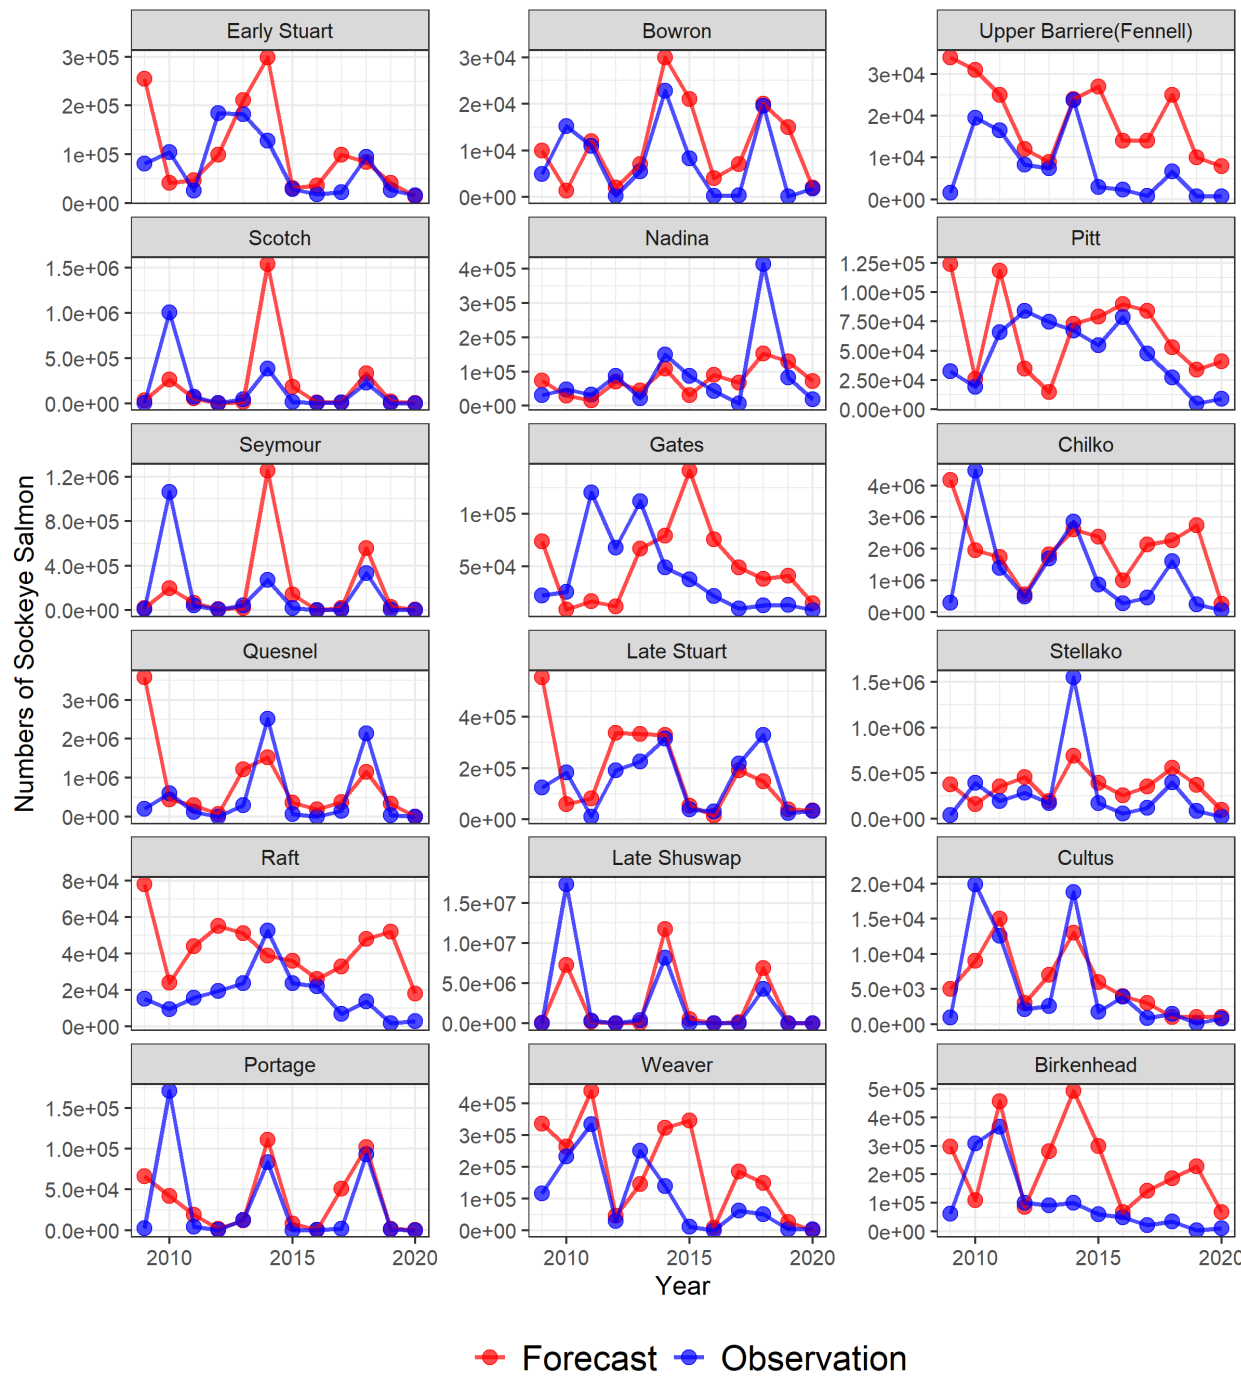 Early Stuart
Bowron
Upper Barriere(Fennell)
3e+05
2e+05
1e+05
0e+00
3e+04
2e+04
1e+04
0e+00
3e+04
2e+04
1e+04
0e+00
Scotch
Nadina
Pitt
1.5e+06
1.0e+06
5.0e+05
0.0e+00
4e+05
3e+05
2e+05
1e+05
0e+00
1.25e+05
1.00e+05
7.50e+04
5.00e+04
2.50e+04
0.00e+00
Seymour
Gates
Chilko
1.2e+06
8.0e+05
4.0e+05
0.0e+00
1e+05
5e+04
4e+06
3e+06
2e+06
1e+06
0e+00
Numbers of Sockeye Salmon
Quesnel
Late Stuart
Stellako
3e+06
2e+06
1e+06
0e+00
4e+05
2e+05
0e+00
1.5e+06
1.0e+06
5.0e+05
0.0e+00
Raft
Late Shuswap
Cultus
8e+04
6e+04
4e+04
2e+04
0e+00
1.5e+07
1.0e+07
5.0e+06
0.0e+00
2.0e+04
1.5e+04
1.0e+04
5.0e+03
0.0e+00
Portage
Weaver
Birkenhead
1.5e+05
1.0e+05
5.0e+04
0.0e+00
4e+05
3e+05
2e+05
1e+05
0e+00
5e+05
4e+05
3e+05
2e+05
1e+05
0e+00
2010 2015 2020
2010 2015 2020
2010 2015 2020
Year
Forecast Observation